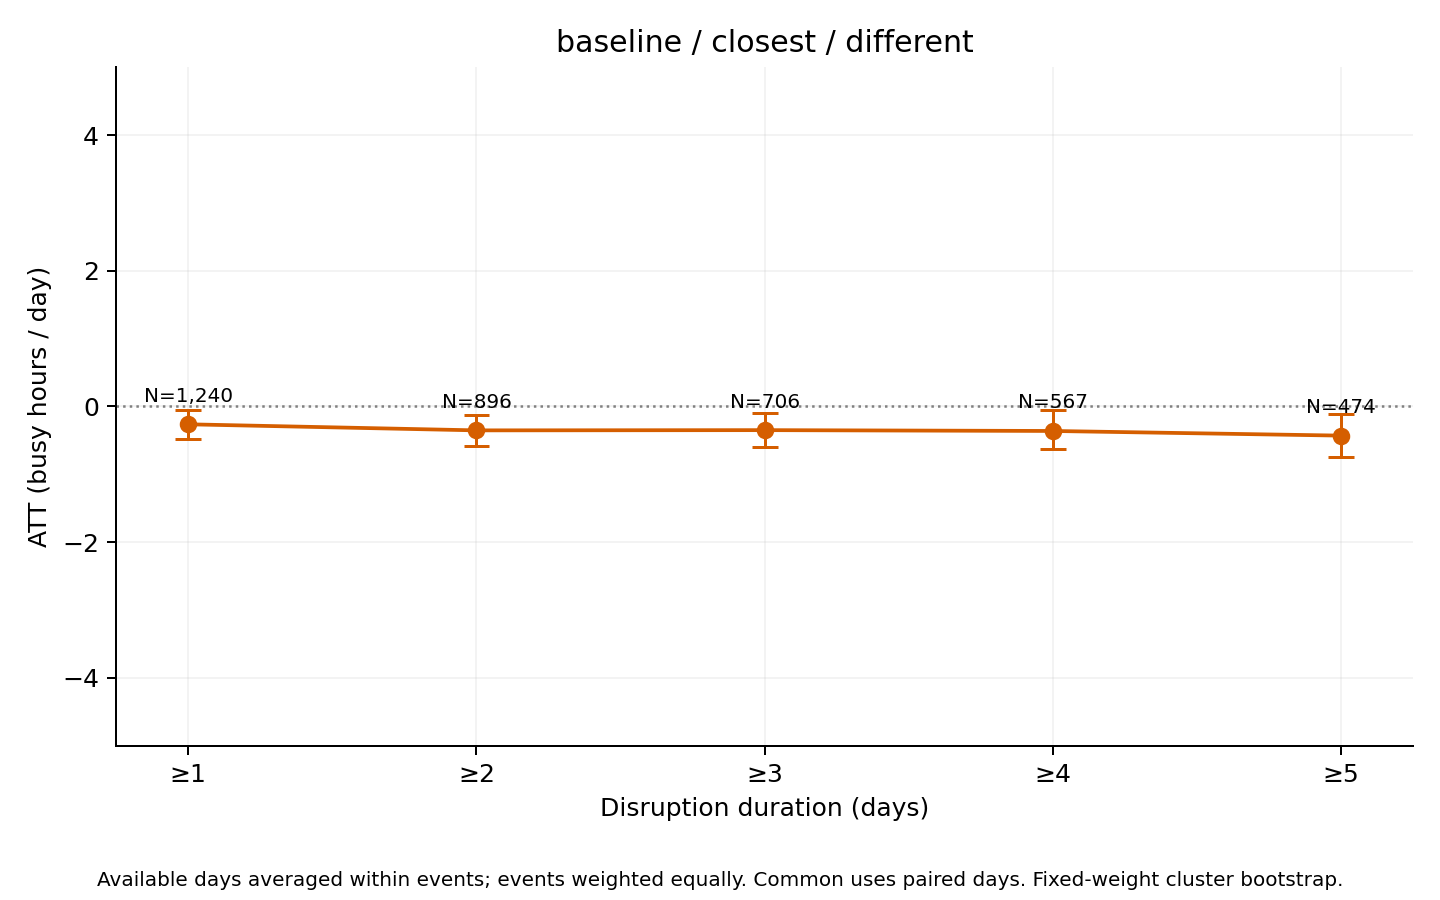 baseline / closest / different
ATT (busy hours / day)
4
2
0
−2
−4
N=1,240
N=896
N=706
N=567
N=474
≥1
≥2
≥3
≥4
≥5
Disruption duration (days)
Available days averaged within events; events weighted equally. Common uses paired days. Fixed-weight cluster bootstrap.